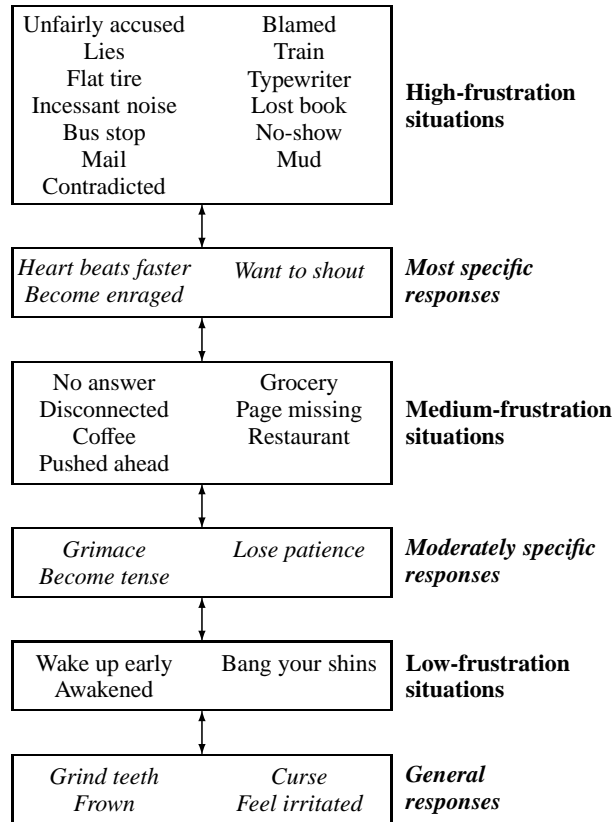 Unfairly accused Blamed
Lies Train
Flat tire Typewriter
Incessant noise Lost book
Bus stop No-show
Mail Mud
Contradicted
High-frustration
situations
Heart beats faster Want to shout
Become enraged
Most specific
responses
No answer Grocery
Disconnected Page missing
Coffee Restaurant
Pushed ahead
Medium-frustration
situations
Grimace Lose patience
Become tense
Moderately specific
responses
Wake up early Bang your shins
Awakened
Low-frustration
situations
Grind teeth Curse
Frown Feel irritated
General
responses